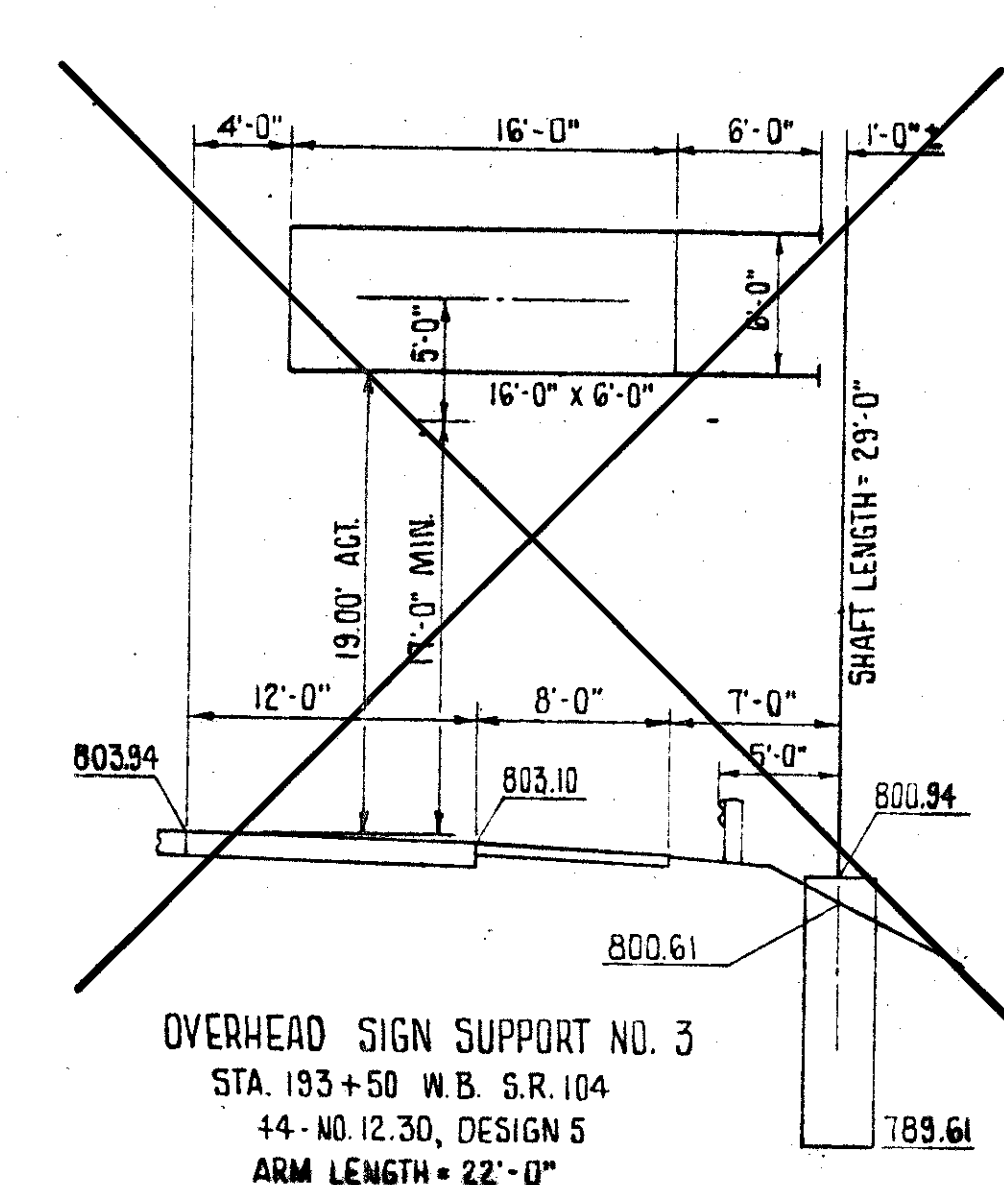 4'-0" 16'-0" 6'-0" 1'-0" ±
6'-0"
5'-0"
16'-0" X 6'-0"
SHAFT LENGTH = 29'-0"
19.00' ACT.
17'-0" MIN.
12'-0" 8'-0" 7'-0"
5'-0"
803.94
803.10
800.94
800.61
OVERHEAD SIGN SUPPORT NO. 3
STA. 193+50 W.B. S.R. 104
44-NO. 12.30, DESIGN 5
789.61
ARM LENGTH = 22'-0"